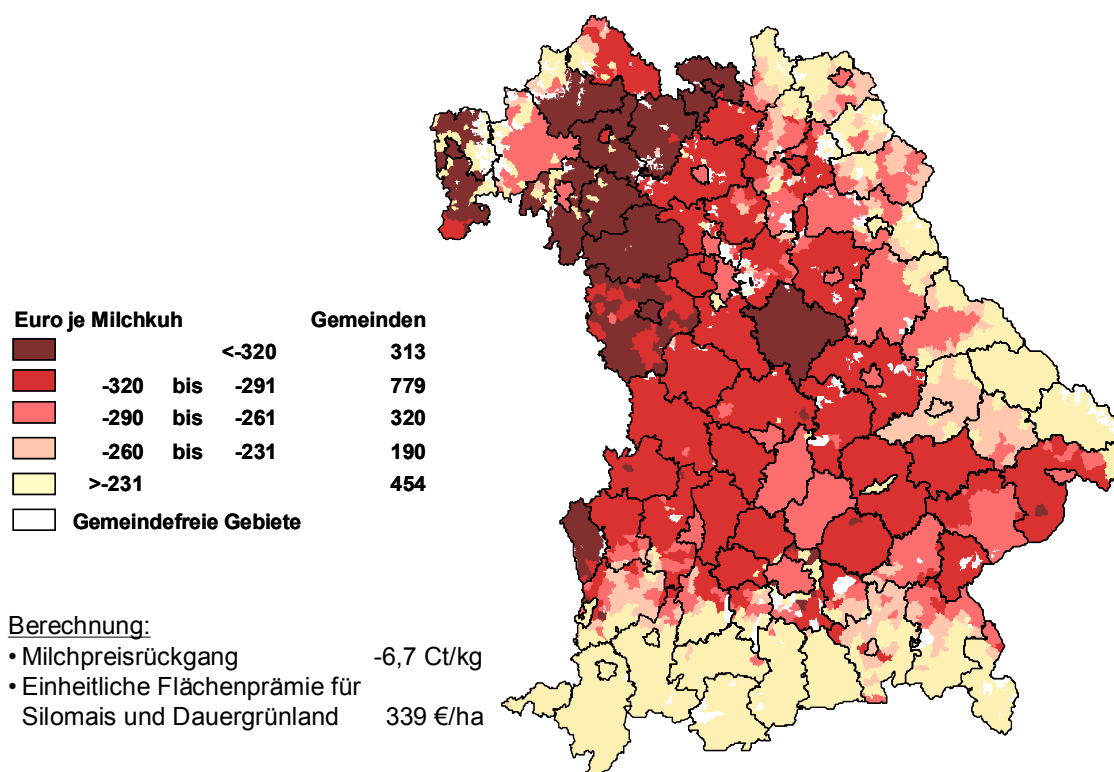 Euro je Milchkuh Gemeinden
<-320 313
-320 bis -291 779
-290 bis -261 320
-260 bis -231 190
>-231 454
Gemeindefreie Gebiete
Berechnung:
• Milchpreisrückgang -6,7 Ct/kg
• Einheitliche Flächenprämie für
Silomais und Dauergrünland 339 €/ha